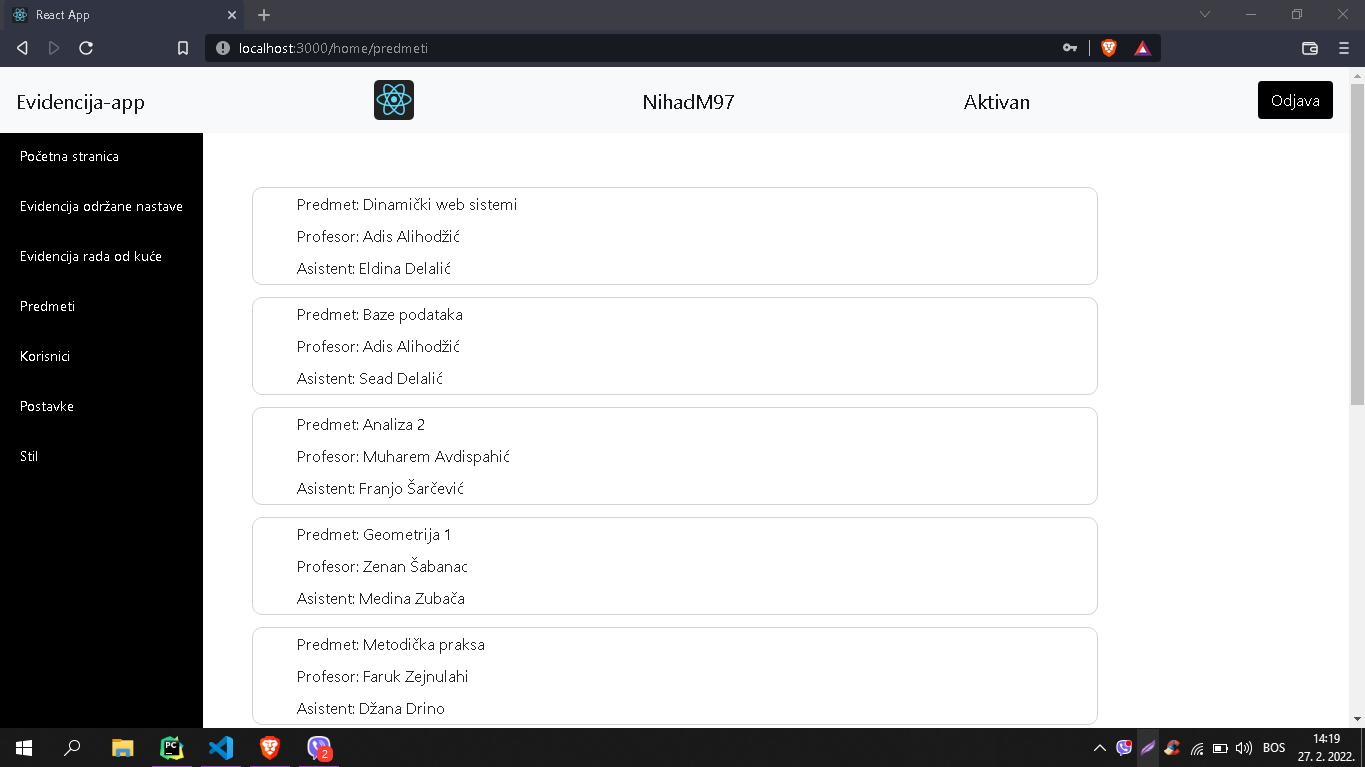 React App
localhost:3000/home/predmeti
Evidencija-app
NihadM97
Aktivan
Odjava
Početna stranica
Evidencija održane nastave
Evidencija rada od kuće
Predmeti
Korisnici
Postavke
Stil
Predmet: Dinamički web sistemi
Profesor: Adis Alihodžić
Asistent: Eldina Delalić
Predmet: Baze podataka
Profesor: Adis Alihodžić
Asistent: Sead Delalić
Predmet: Analiza 2
Profesor: Muharem Avdispahić
Asistent: Franjo Šarčević
Predmet: Geometrija 1
Profesor: Zenan Šabanac
Asistent: Medina Zubača
Predmet: Metodička praksa
Profesor: Faruk Zejnulahi
Asistent: Džana Drino
PC
2
BOS
14:19
27. 2. 2022.